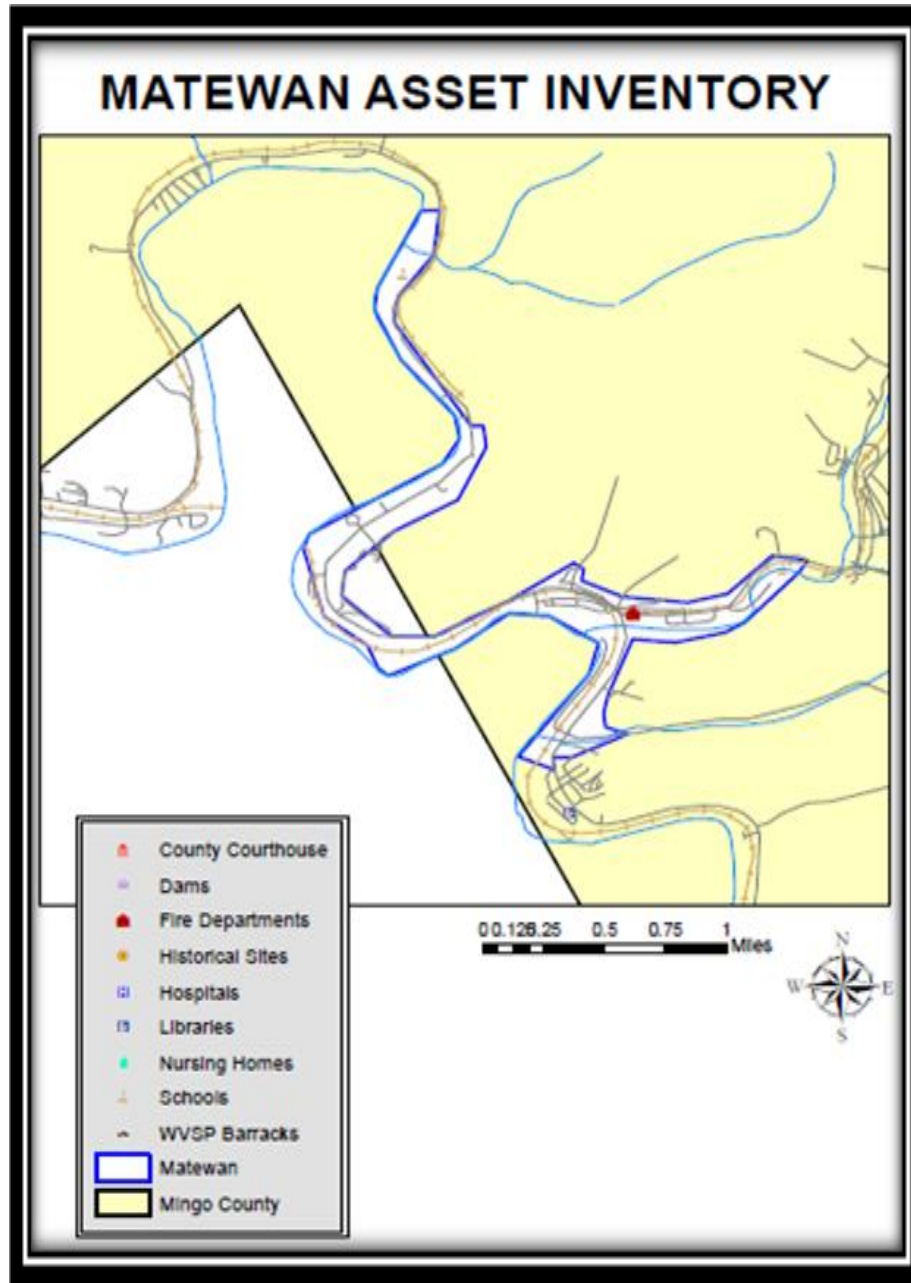 MATEWAN ASSET INVENTORY
County Courthouse
Dams
Fire Departments
Historical Sites
Hospitals
Libraries
Nursing Homes
Schools
WVSP Barracks
Matewan
Mingo County
0 0.5 0.75 1
Miles
N
W E
S